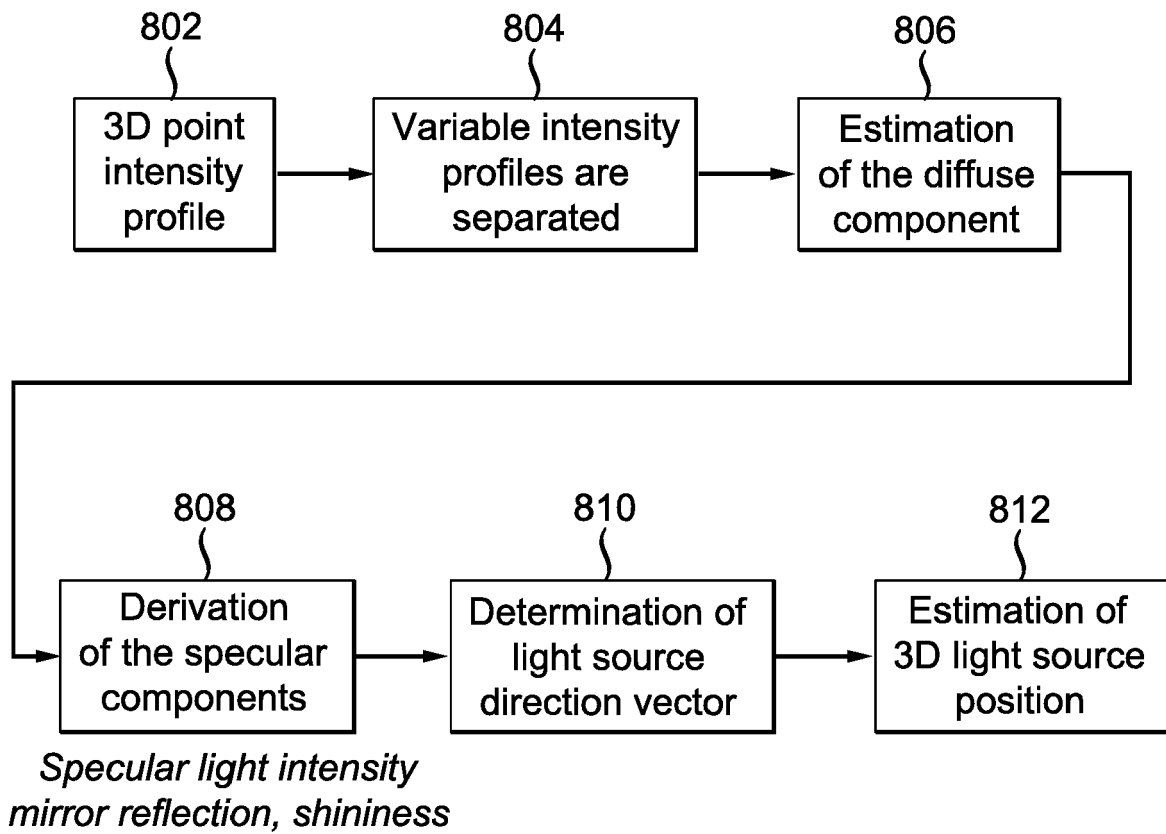 802
3D point
intensity
profile
804
Variable intensity
profiles are
separated
806
Estimation
of the diffuse
component
808
Derivation
of the specular
components
Specular light intensity
mirror reflection, shininess
810
Determination of
light source
direction vector
812
Estimation of
3D light source
position